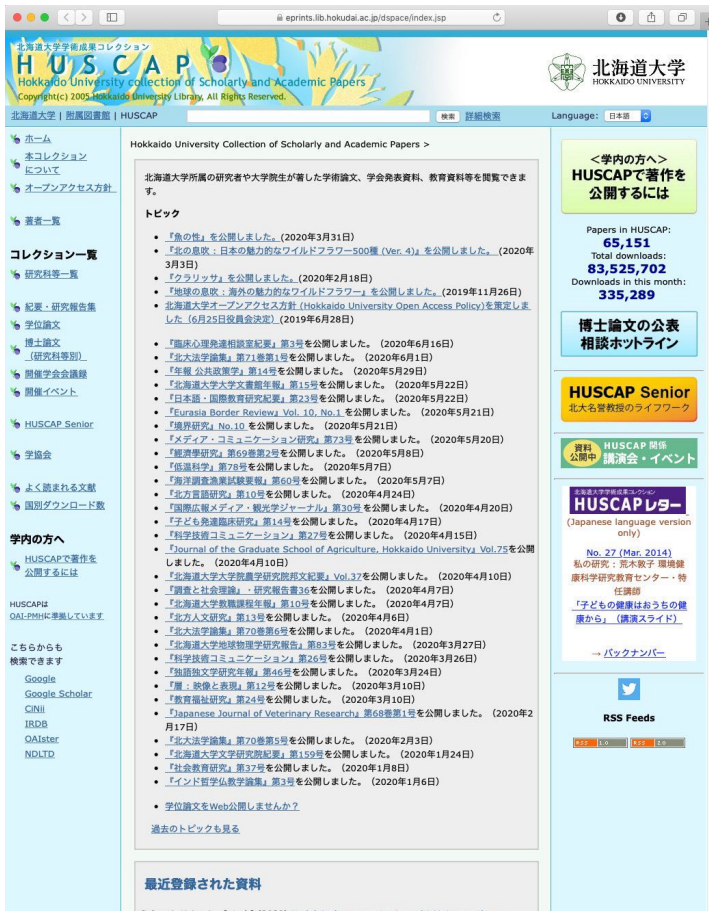 eprints.lib.hokudai.ac.jp/dspace/index.jsp
北海道大学学術成果コレクション
HUSCAP
Hokkaido University collection of Scholarly and Academic Papers
Copyright(c) 2005 Hokkaido University Library, All Rights Reserved.
北海道大学
HOKKAIDO UNIVERSITY
北海道大学 | 附属図書館 | HUSCAP
検索 詳細検索
Language: 日本語
ホーム
本コレクション
について
オープンアクセス方針
著者一覧
コレクション一覧
研究科等一覧
紀要・研究報告集
学位論文
博士論文
（研究科等別）
開催学会会議録
開催イベント
HUSCAP Senior
学協会
よく読まれる文献
国別ダウンロード数
学内の方へ
HUSCAPで著作を
公開するには
HUSCAPは
OAI-PMHに準拠しています
こちらからも
検索できます
Google
Google Scholar
CiNii
IRDB
OAIster
NDLTD
Hokkaido University Collection of Scholarly and Academic Papers >
北海道大学所属の研究者や大学院生が著した学術論文、学会発表資料、教育資料等を閲覧できま
す。
トピック
『魚の性』を公開しました。(2020年3月31日)
『北の息吹 : 日本の魅力的なワイルドフラワー500種 (Ver. 4)』を公開しました。 (2020年
3月3日)
『クラリッサ』を公開しました。(2020年2月18日)
『地球の息吹 : 海外の魅力的なワイルドフラワー』を公開しました。(2019年11月26日)
北海道大学オープンアクセス方針 (Hokkaido University Open Access Policy)を策定しま
した（6月25日役員会決定）(2019年6月28日)
『臨床心理発達相談室紀要』第3号を公開しました。（2020年6月16日）
『北大法学論集』第71巻第1号を公開しました。（2020年6月1日）
『年報 公共政策学』第14号を公開しました。（2020年5月29日）
『北海道大学大学文書館年報』第15号を公開しました。（2020年5月22日）
『日本語・国際教育研究紀要』第23号を公開しました。（2020年5月22日）
『Eurasia Border Review』Vol. 10, No.1 を公開しました。（2020年5月21日）
『境界研究』No.10 を公開しました。（2020年5月21日）
『メディア・コミュニケーション研究』第73号を公開しました。（2020年5月20日）
『經濟學研究』第69巻第2号を公開しました。（2020年5月8日）
『低温科学』第78号を公開しました。（2020年5月7日）
『海洋調査漁業試験要報』第60号を公開しました。（2020年5月7日）
『北方言語研究』第10号を公開しました。（2020年4月24日）
『国際広報メディア・観光学ジャーナル』第30号を公開しました。（2020年4月20日）
『子ども発達臨床研究』第14号を公開しました。（2020年4月17日）
『科学技術コミュニケーション』第27号を公開しました。（2020年4月15日）
『Journal of the Graduate School of Agriculture, Hokkaido University』Vol.75を公開
しました。（2020年4月10日）
『北海道大学大学院農学研究院邦文紀要』Vol.37を公開しました。（2020年4月10日）
『調査と社会理論』・研究報告書36を公開しました。（2020年4月7日）
『北海道大学教職課程年報』第10号を公開しました。（2020年4月7日）
『北方人文研究』第13号を公開しました。（2020年4月6日）
『北大法学論集』第70巻第6号を公開しました。（2020年4月1日）
『北海道大学地球物理学研究報告』第83号を公開しました。（2020年3月27日）
『科学技術コミュニケーション』第26号を公開しました。（2020年3月26日）
『独語独文学研究年報』第46号を公開しました。（2020年3月24日）
『層 : 映像と表現』第12号を公開しました。（2020年3月10日）
『教育福祉研究』第24号を公開しました。（2020年3月10日）
『Japanese Journal of Veterinary Research』第68巻第1号を公開しました。（2020年2
月17日）
『北大法学論集』第70巻第5号を公開しました。（2020年2月3日）
『北海道大学文学研究院紀要』第159号を公開しました。（2020年1月24日）
『社会教育研究』第37号を公開しました。（2020年1月8日）
『インド哲学仏教学論集』第3号を公開しました。（2020年1月6日）
学位論文をWeb公開しませんか？
過去のトピックも見る
最近登録された資料
＜学内の方へ＞
HUSCAPで著作を
公開するには
Papers in HUSCAP:
65,151
Total downloads:
83,525,702
Downloads in this month:
335,289
博士論文の公表
相談ホットライン
HUSCAP Senior
北大名誉教授のライフワーク
資料
公開中
HUSCAP 関係
講演会・イベント
北海道大学学術成果コレクション
HUSCAPレター
(Japanese language version
only)
No. 27 (Mar. 2014)
私の研究 : 荒木敦子 環境健
康科学研究教育センター・特
任講師
「子どもの健康はおうちの健
康から」（講演スライド）
→ バックナンバー
RSS Feeds
RSS 1.0 RSS 2.0